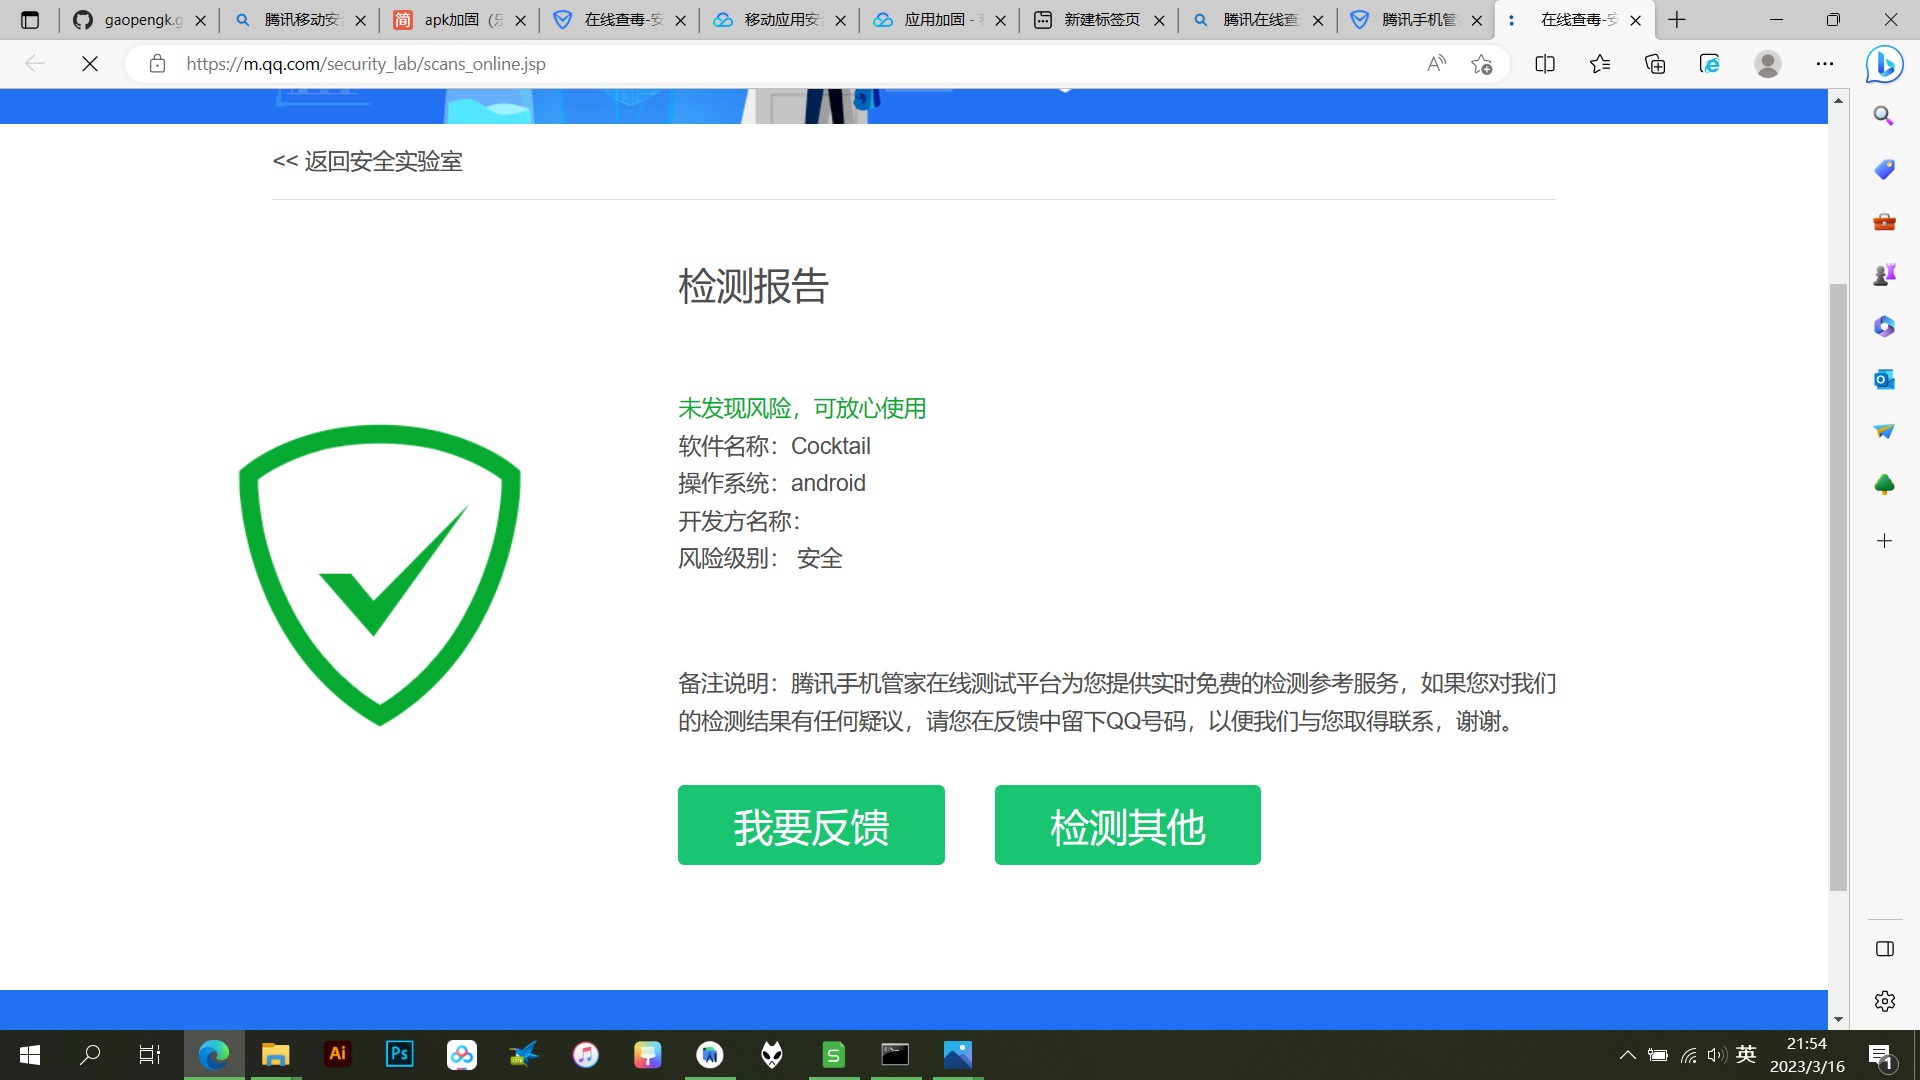 gaopengk.g
腾讯移动安
简 apk加固（乐
在线查毒-安
移动应用安
应用加固 -
新建标签页
腾讯在线查
腾讯手机管
在线查毒-安
https://m.qq.com/security_lab/scans_online.jsp
<< 返回安全实验室
检测报告
未发现风险，可放心使用
软件名称：Cocktail
操作系统：android
开发方名称：
风险级别： 安全
备注说明：腾讯手机管家在线测试平台为您提供实时免费的检测参考服务，如果您对我们
的检测结果有任何疑议，请您在反馈中留下QQ号码，以便我们与您取得联系，谢谢。
我要反馈
检测其他
Ai
Ps
S
英
21:54
2023/3/16
1